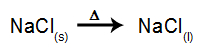 NaCl(s) Δ → NaCl(l)